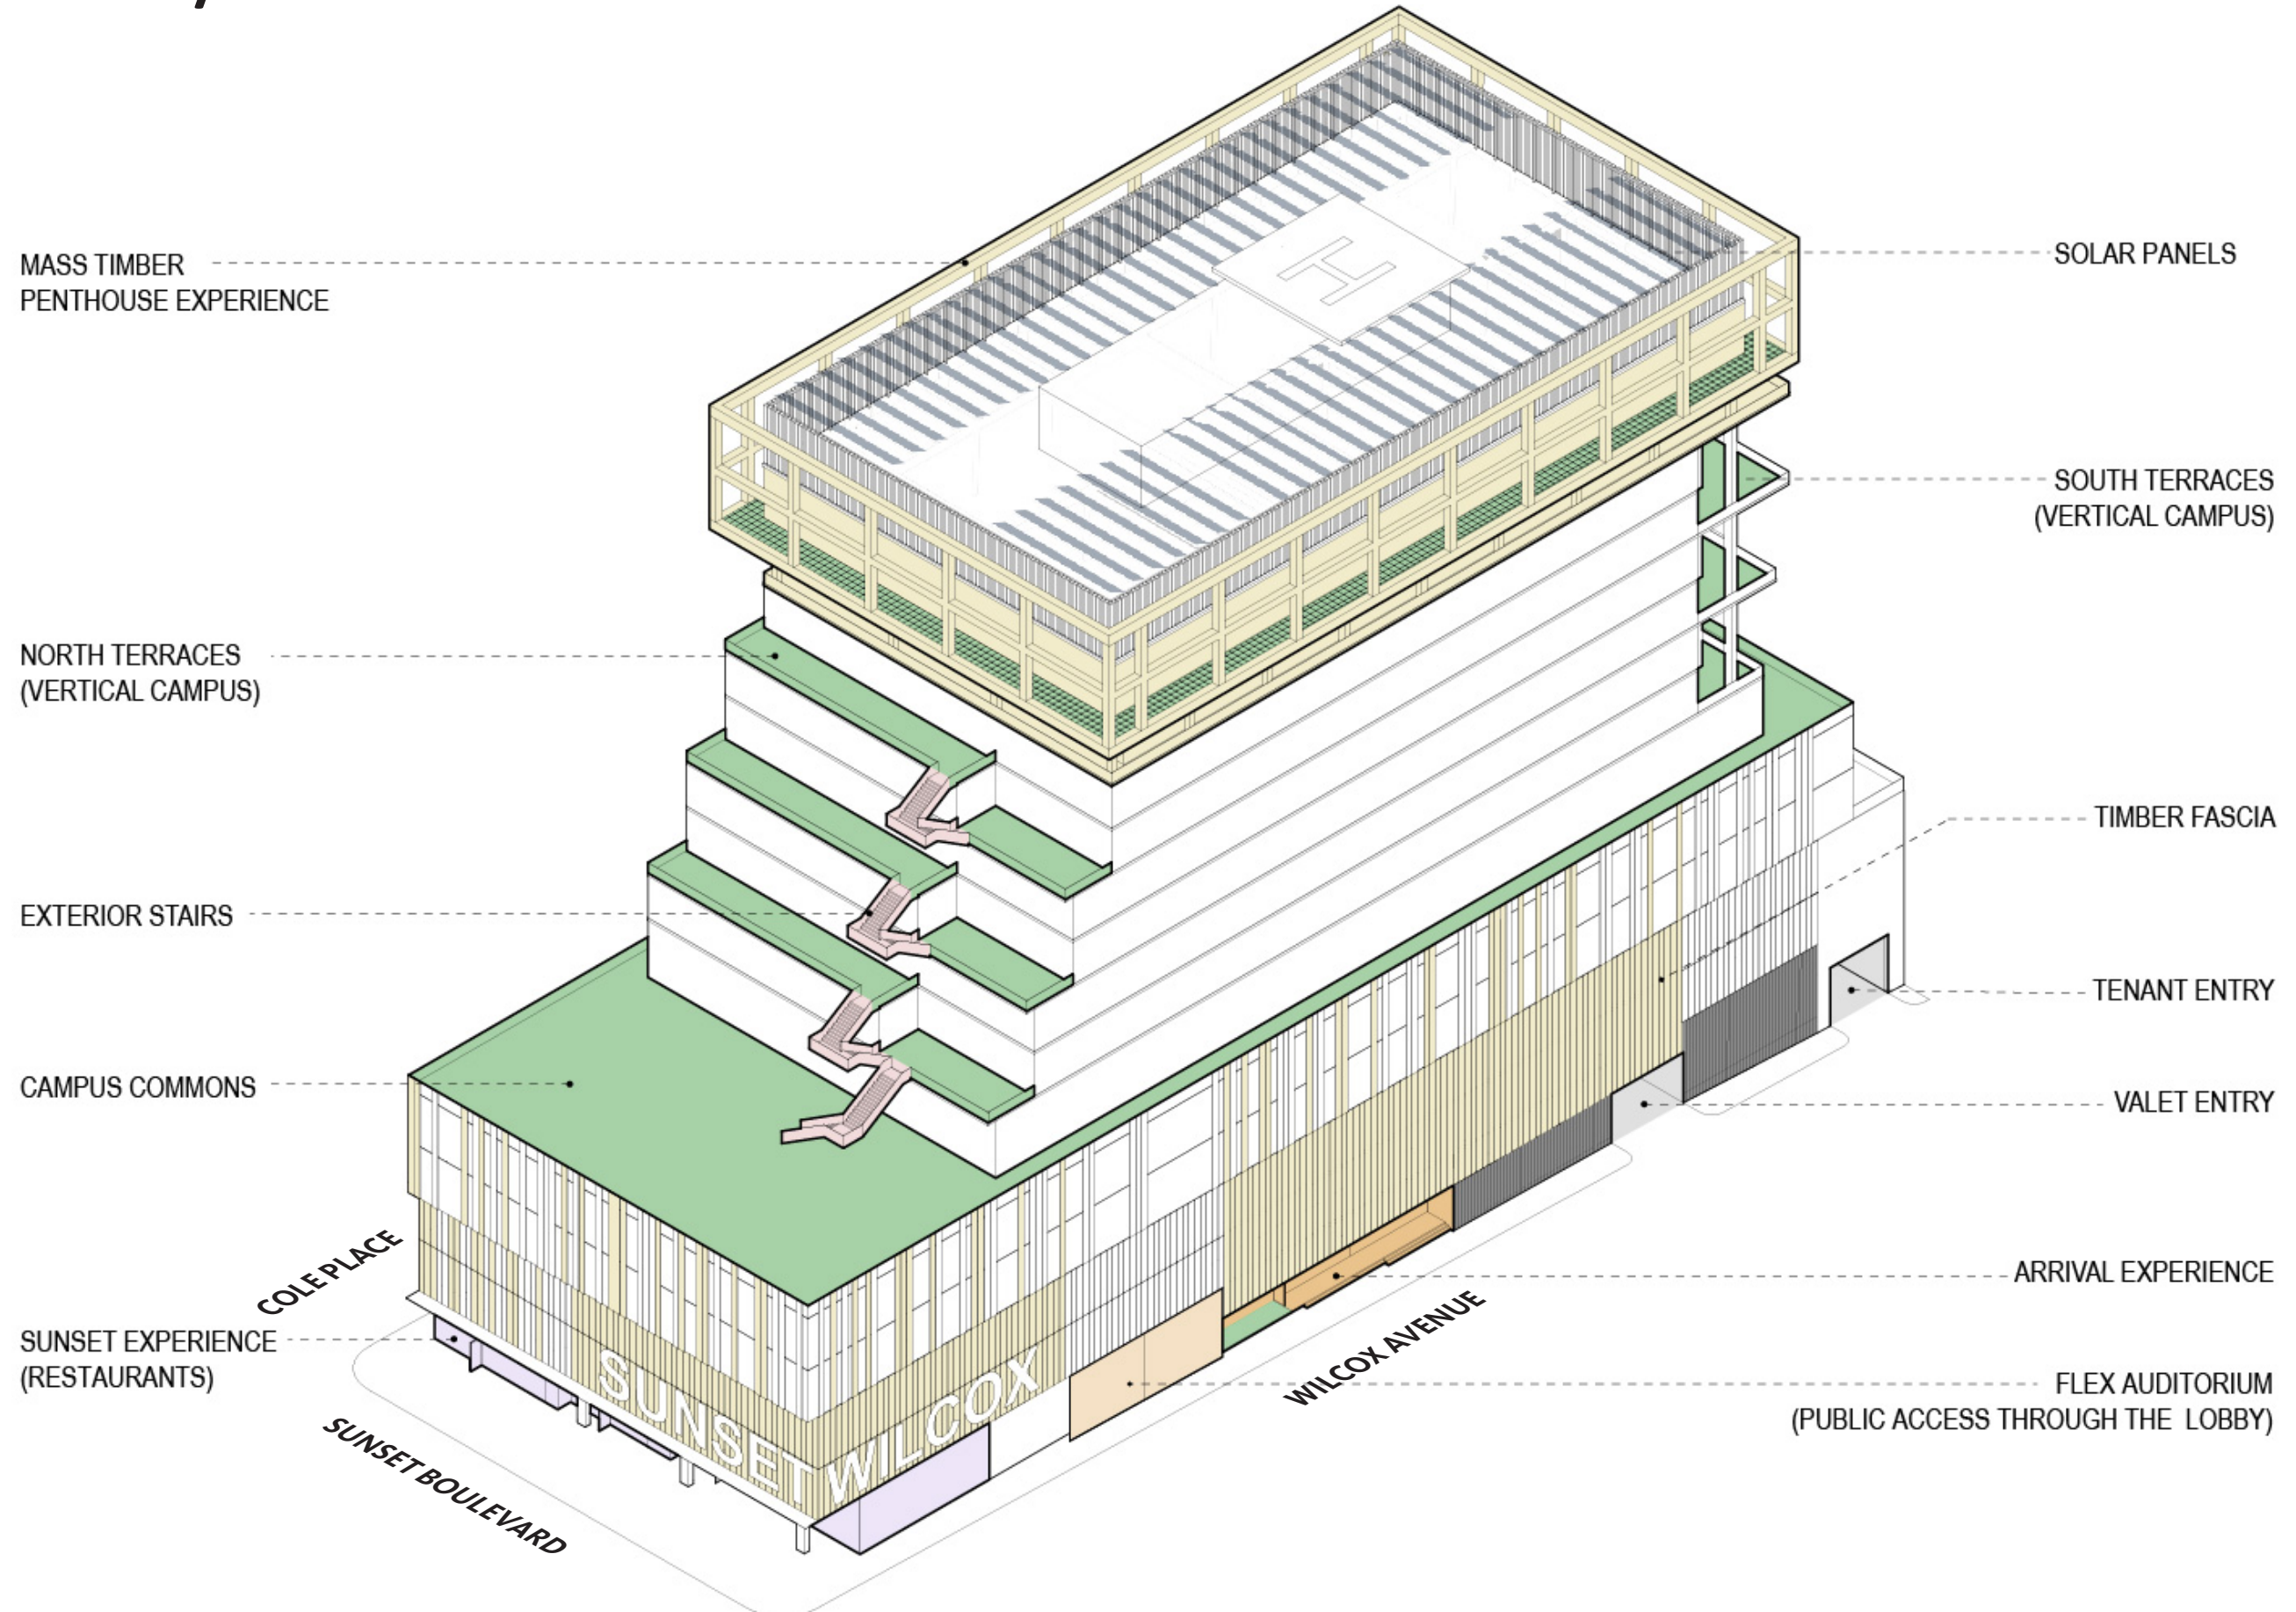 MASS TIMBER
PENTHOUSE EXPERIENCE
SOLAR PANELS
H
SOUTH TERRACES
(VERTICAL CAMPUS)
NORTH TERRACES
(VERTICAL CAMPUS)
TIMBER FASCIA
EXTERIOR STAIRS
TENANT ENTRY
CAMPUS COMMONS
VALET ENTRY
COLE PLACE
ARRIVAL EXPERIENCE
SUNSET EXPERIENCE
(RESTAURANTS)
WILCOX AVENUE
FLEX AUDITORIUM
(PUBLIC ACCESS THROUGH THE LOBBY)
SUNSET WILCOX
SUNSET BOULEVARD